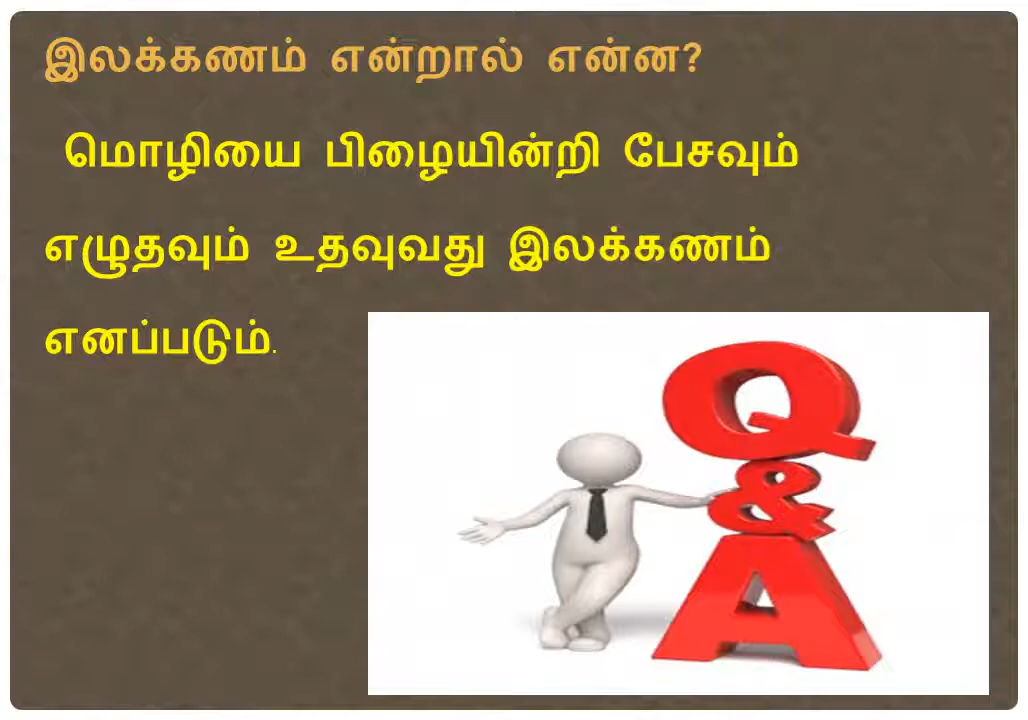 இலக்கணம் என்றால் என்ன?
மொழியை பிழையின்றி பேசவும்
எழுதவும் உதவுவது இலக்கணம்
எனப்படும்.
Q
&
A